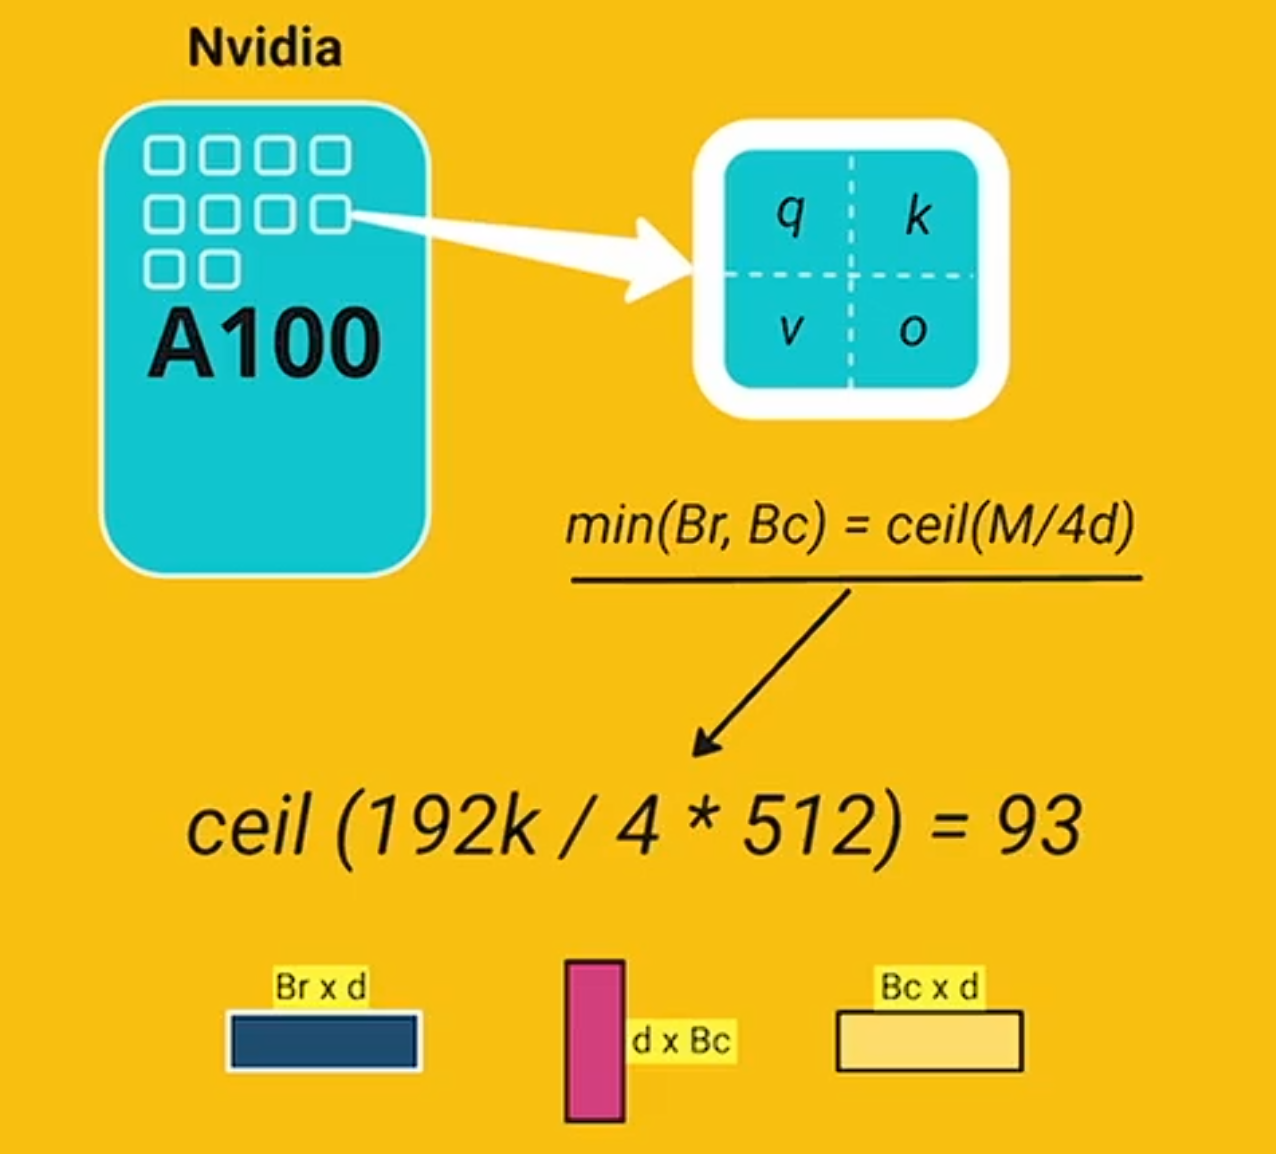 Nvidia
A100
q k
v o
min(Br, Bc) = ceil(M/4d)
ceil (192k / 4 * 512) = 93
Br x d
d x Bc
Bc x d